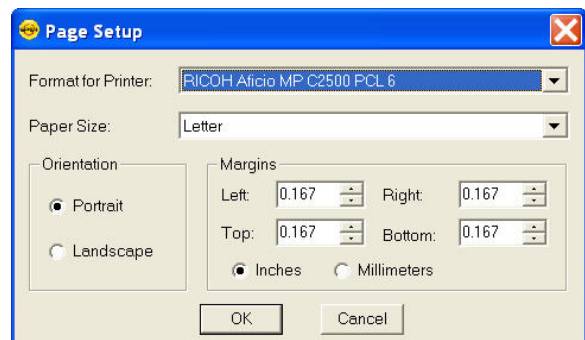 Page Setup
Format for Printer: RICOH Aficio MP C2500 PCL 6
Paper Size: Letter
Orientation
Portrait
Landscape
Margins
Left: 0.167 Right: 0.167
Top: 0.167 Bottom: 0.167
Inches Millimeters
OK Cancel